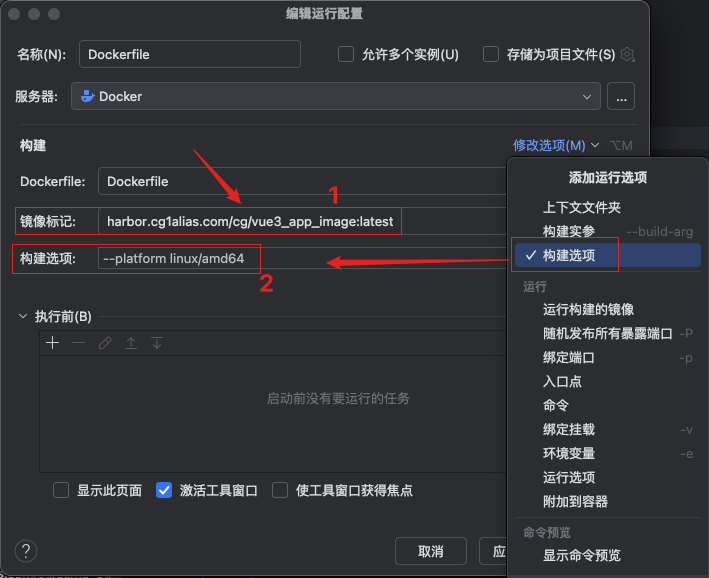 编辑运行配置
名称(N): Dockerfile 允许多个实例(U) 存储为项目文件(S)
服务器: Docker ...
构建 修改选项(M) ⌥M
Dockerfile: Dockerfile
1
镜像标记: harbor.cg1alias.com/cg/vue3_app_image:latest
构建选项: --platform linux/amd64
2
执行前(B)
启动前没有要运行的任务
显示此页面 激活工具窗口 使工具窗口获得焦点
? 取消 应
添加运行选项
上下文文件夹
构建实参 --build-arg
构建选项
运行
运行构建的镜像
随机发布所有暴露端口 -P
绑定端口 -p
入口点
命令
绑定挂载 -v
环境变量 -e
运行选项
附加到容器
命令预览
显示命令预览